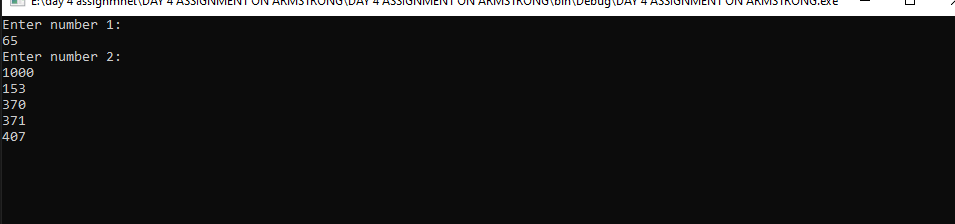 E:\day 4 assignmnet\DAY 4 ASSIGNMENT ON ARMSTRONG\DAY 4 ASSIGNMENT ON ARMSTRONG\bin\Debug\DAY 4 ASSIGNMENT ON ARMSTRONG.exe
Enter number 1:
65
Enter number 2:
1000
153
370
371
407